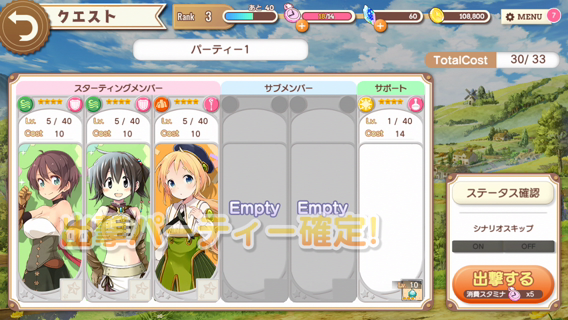 クエスト
Rank 3
あと 40
11/14
60
108,800
MENU
?
パーティー1
TotalCost 30/ 33
スターティングメンバー
サブメンバー
サポート
Lv. 5 / 40
Cost 10
Lv. 5 / 40
Cost 10
Lv. 5 / 40
Cost 10
Lv. 1 / 40
Cost 14
Empty
Empty
出撃パーティー確定!
Lv. 10
ステータス確認
シナリオスキップ
ON
OFF
出撃する
消費スタミナ x5